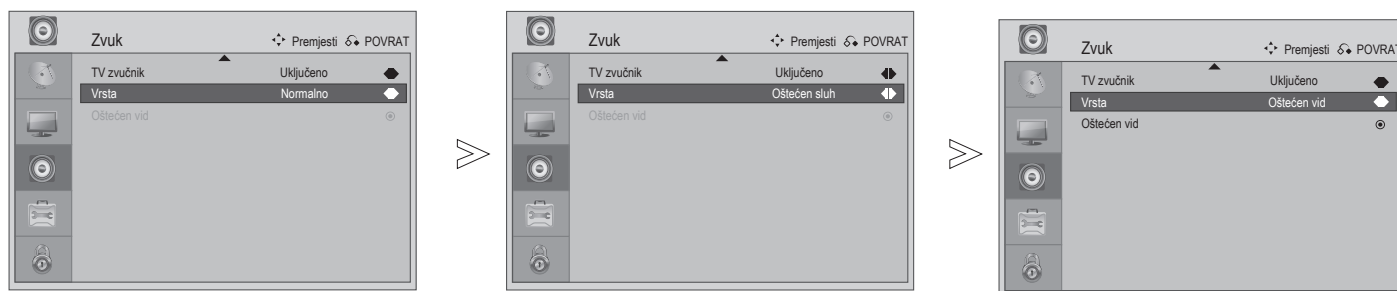 Zvuk Premjesti POVRAT
TV zvučnik Uključeno
Vrsta Normalno
Oštećen vid
Zvuk Premjesti POVRAT
TV zvučnik Uključeno
Vrsta Oštećen sluh
Oštećen vid
Zvuk Premjesti POVRAT
TV zvučnik Uključeno
Vrsta Oštećen vid
Oštećen vid